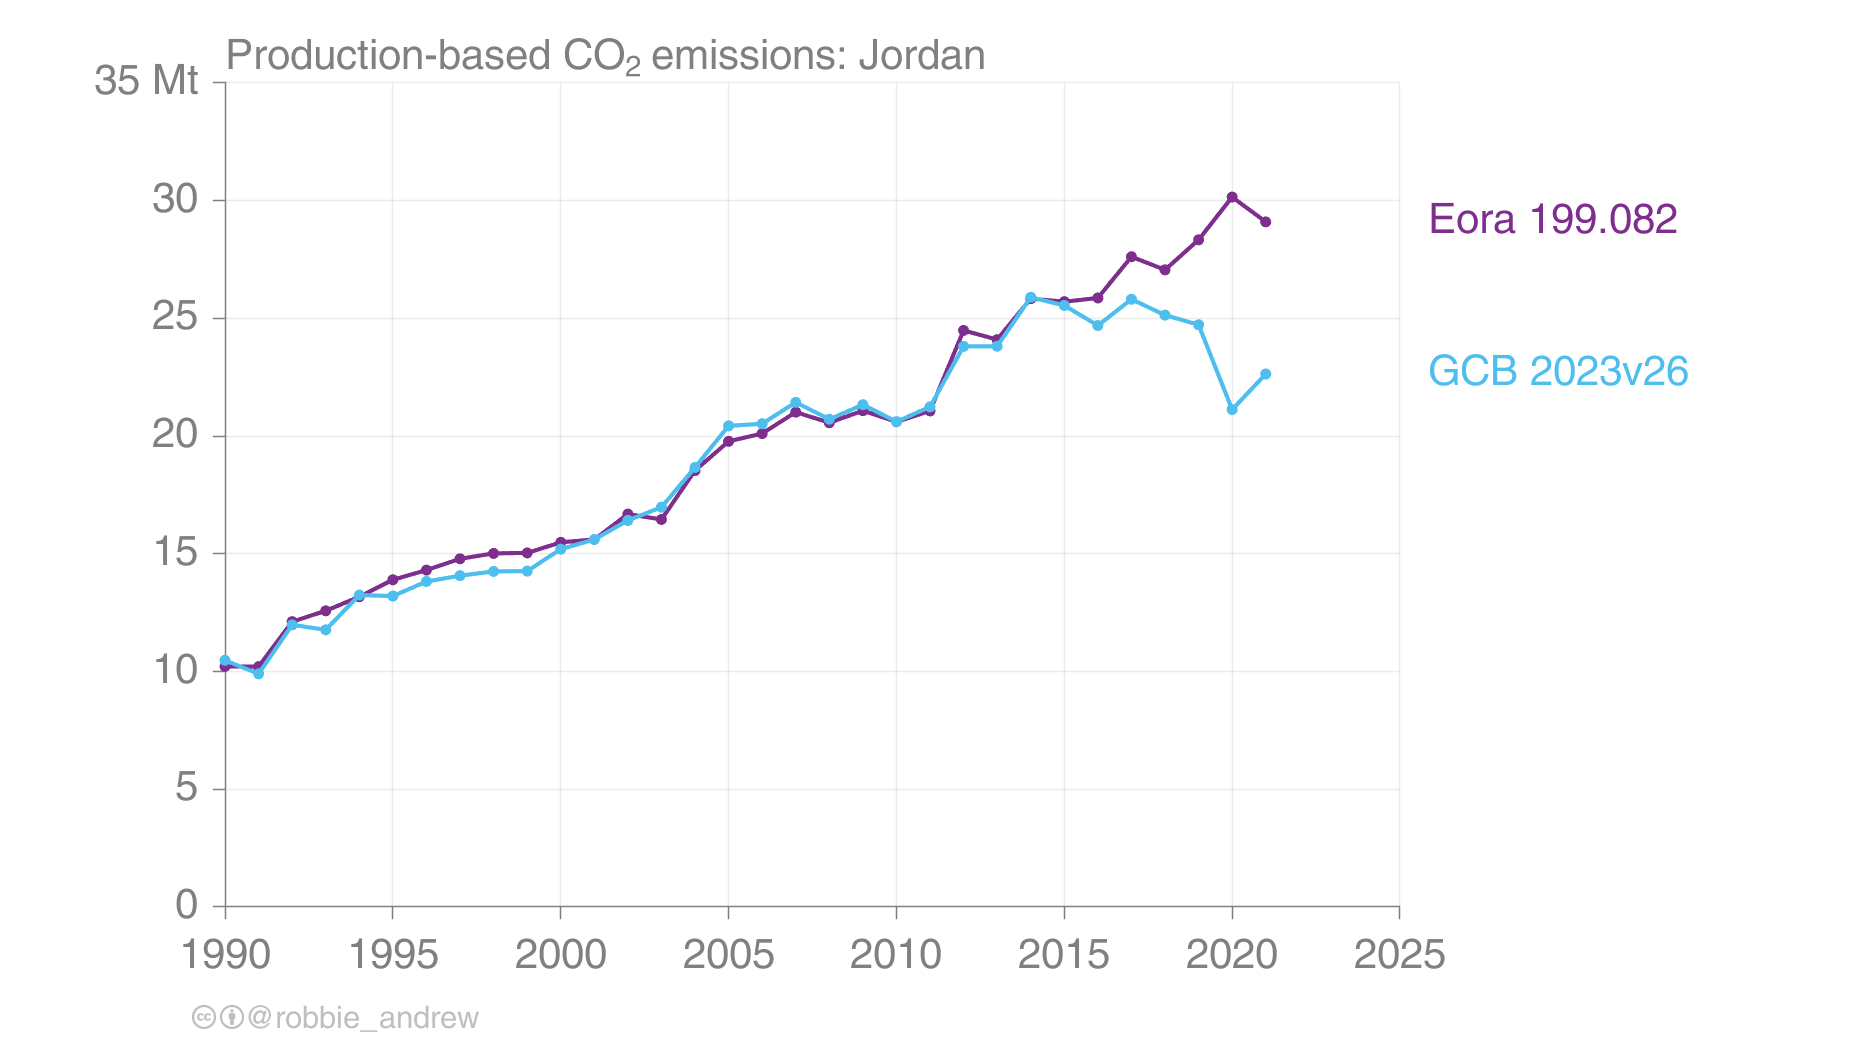 Production-based CO₂ emissions: Jordan
35 Mt
30
25
20
15
10
5
0
1990 1995 2000 2005 2010 2015 2020 2025
Eora 199.082
GCB 2023v26
@robbie_andrew